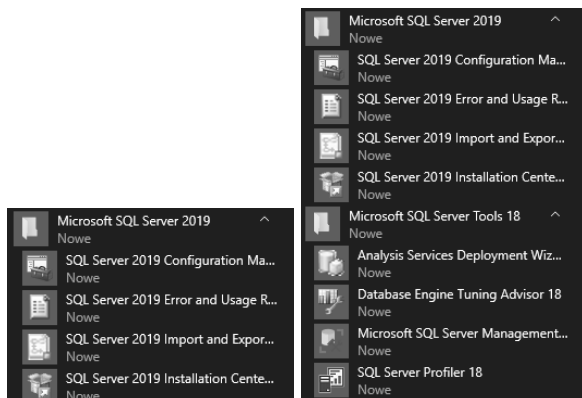 Microsoft SQL Server 2019
Nowe
SQL Server 2019 Configuration Ma...
Nowe
SQL Server 2019 Error and Usage R...
Nowe
SQL Server 2019 Import and Expor...
Nowe
SQL Server 2019 Installation Cente...
Nowe
Microsoft SQL Server 2019
Nowe
SQL Server 2019 Configuration Ma...
Nowe
SQL Server 2019 Error and Usage R...
Nowe
SQL Server 2019 Import and Expor...
Nowe
SQL Server 2019 Installation Cente...
Nowe
Microsoft SQL Server Tools 18
Nowe
Analysis Services Deployment Wiz...
Nowe
Database Engine Tuning Advisor 18
Nowe
Microsoft SQL Server Management...
Nowe
SQL Server Profiler 18
Nowe